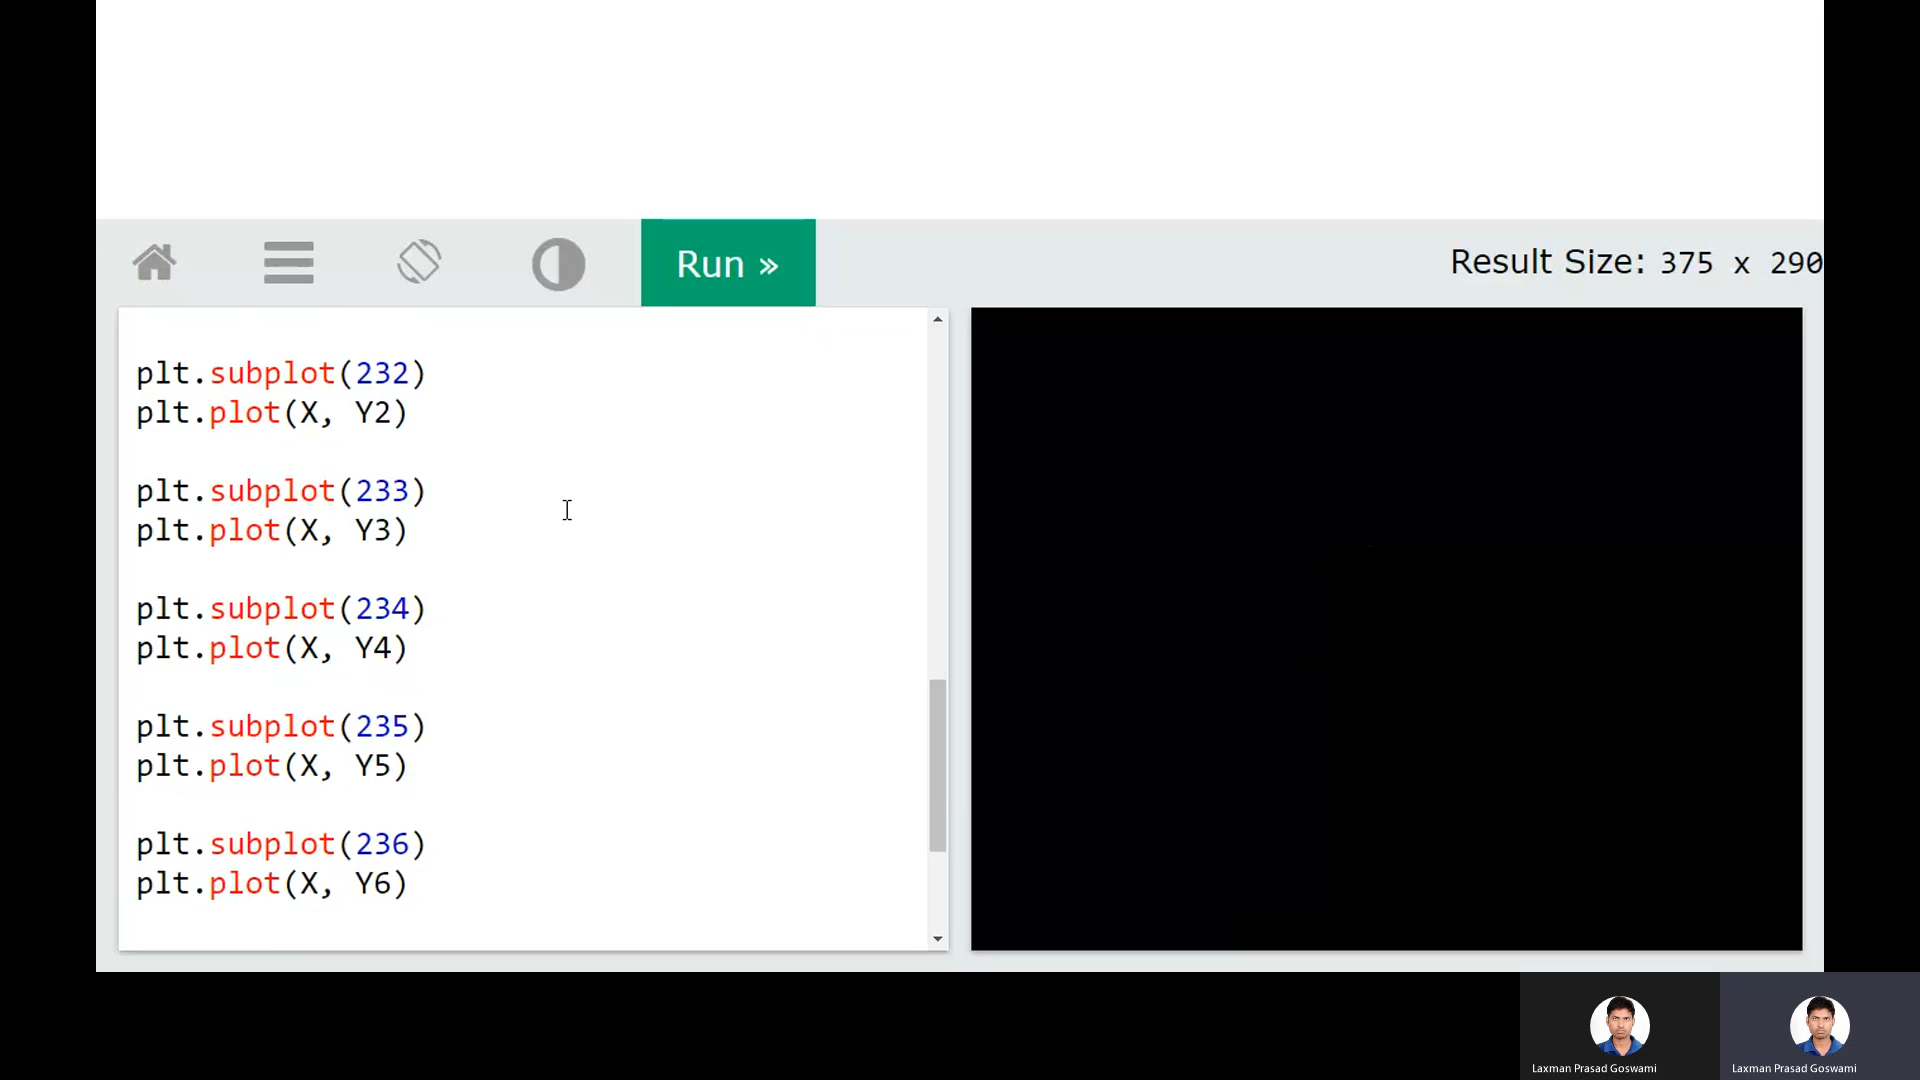 Run »
Result Size: 375 x 290
plt.subplot(232)
plt.plot(X, Y2)
plt.subplot(233)
plt.plot(X, Y3)
plt.subplot(234)
plt.plot(X, Y4)
plt.subplot(235)
plt.plot(X, Y5)
plt.subplot(236)
plt.plot(X, Y6)
Laxman Prasad Goswami
Laxman Prasad Goswami